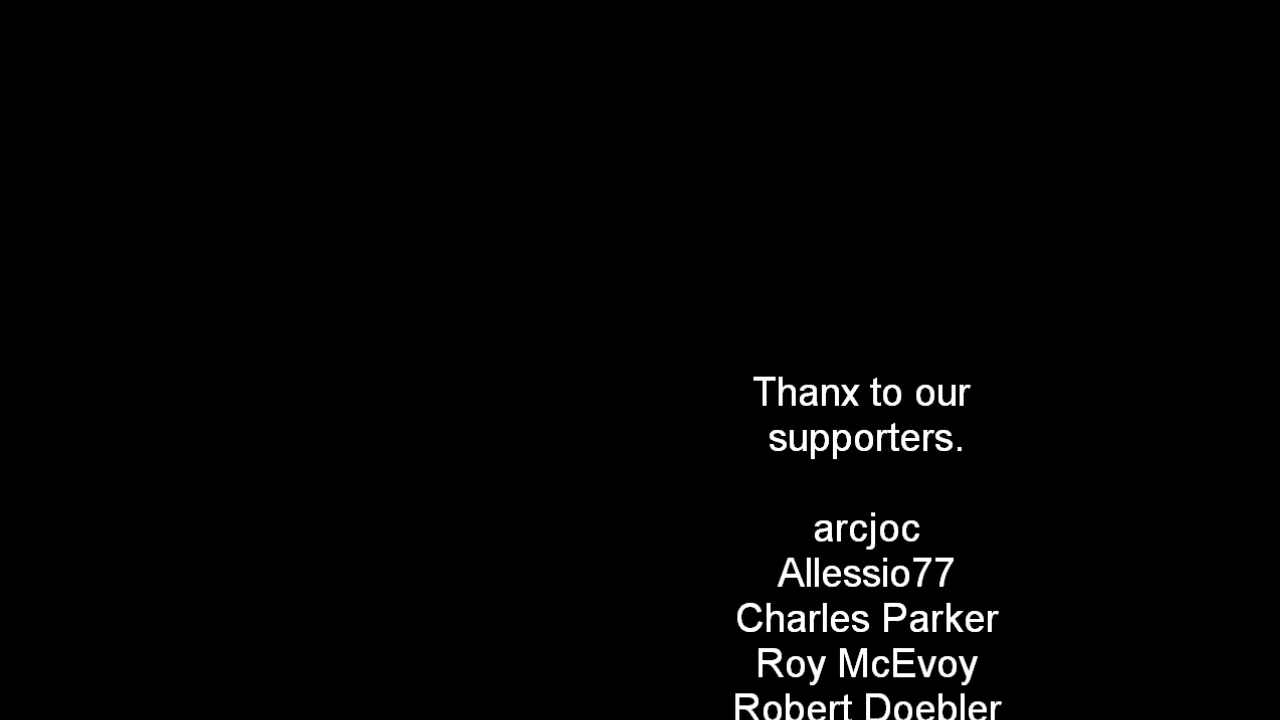 Thanx to our
supporters.
arcjoc
Allessio77
Charles Parker
Roy McEvoy
Robert Doebler